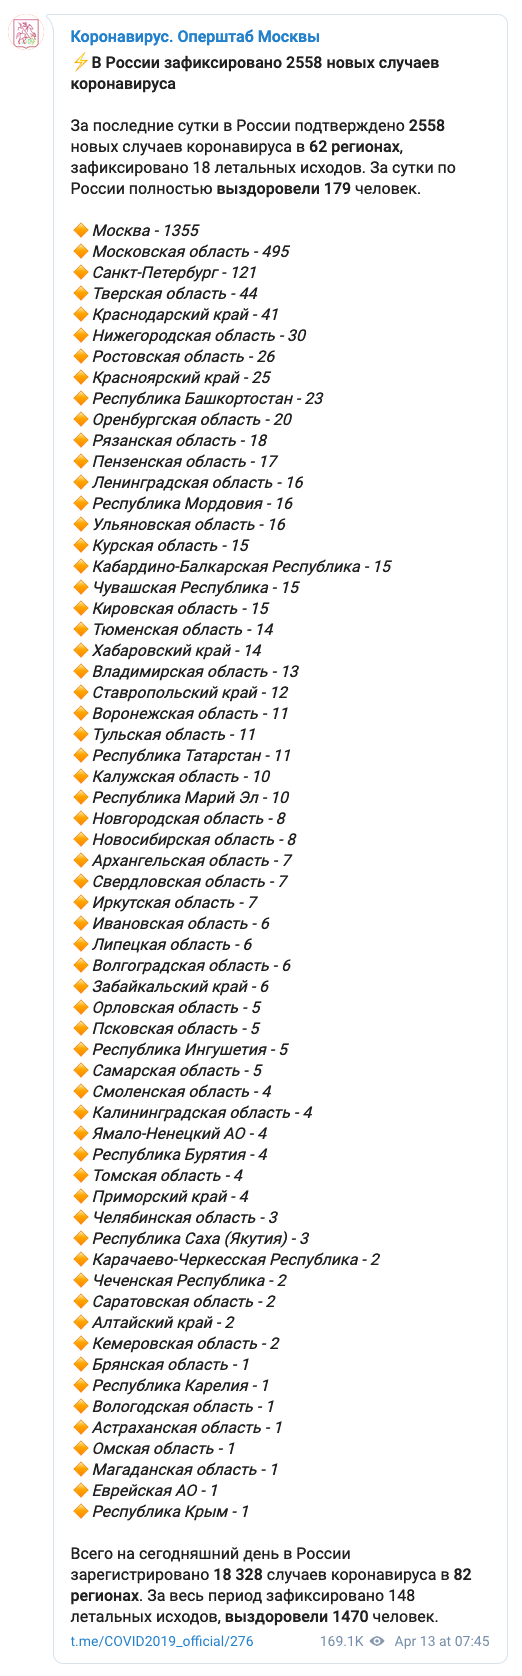 Коронавирус. Оперштаб Москвы
⚡В России зафиксировано 2558 новых случаев
коронавируса
За последние сутки в России подтверждено 2558
новых случаев коронавируса в 62 регионах,
зафиксировано 18 летальных исходов. За сутки по
России полностью выздоровели 179 человек.
🔸Москва - 1355
🔸Московская область - 495
🔸Санкт-Петербург - 121
🔸Тверская область - 44
🔸Краснодарский край - 41
🔸Нижегородская область - 30
🔸Ростовская область - 26
🔸Красноярский край - 25
🔸Республика Башкортостан - 23
🔸Оренбургская область - 20
🔸Рязанская область - 18
🔸Пензенская область - 17
🔸Ленинградская область - 16
🔸Республика Мордовия - 16
🔸Ульяновская область - 16
🔸Курская область - 15
🔸Кабардино-Балкарская Республика - 15
🔸Чувашская Республика - 15
🔸Кировская область - 15
🔸Тюменская область - 14
🔸Хабаровский край - 14
🔸Владимирская область - 13
🔸Ставропольский край - 12
🔸Воронежская область - 11
🔸Тульская область - 11
🔸Республика Татарстан - 11
🔸Калужская область - 10
🔸Республика Марий Эл - 10
🔸Новгородская область - 8
🔸Новосибирская область - 8
🔸Архангельская область - 7
🔸Свердловская область - 7
🔸Иркутская область - 7
🔸Ивановская область - 6
🔸Липецкая область - 6
🔸Волгоградская область - 6
🔸Забайкальский край - 6
🔸Орловская область - 5
🔸Псковская область - 5
🔸Республика Ингушетия - 5
🔸Самарская область - 5
🔸Смоленская область - 4
🔸Калининградская область - 4
🔸Ямало-Ненецкий АО - 4
🔸Республика Бурятия - 4
🔸Томская область - 4
🔸Приморский край - 4
🔸Челябинская область - 3
🔸Республика Саха (Якутия) - 3
🔸Карачаево-Черкесская Республика - 2
🔸Чеченская Республика - 2
🔸Саратовская область - 2
🔸Алтайский край - 2
🔸Кемеровская область - 2
🔸Брянская область - 1
🔸Республика Карелия - 1
🔸Вологодская область - 1
🔸Астраханская область - 1
🔸Омская область - 1
🔸Магаданская область - 1
🔸Еврейская АО - 1
🔸Республика Крым - 1
Всего на сегодняшний день в России
зарегистрировано 18 328 случаев коронавируса в 82
регионах. За весь период зафиксировано 148
летальных исходов, выздоровели 1470 человек.
t.me/COVID2019_official/276 169.1K Apr 13 at 07:45